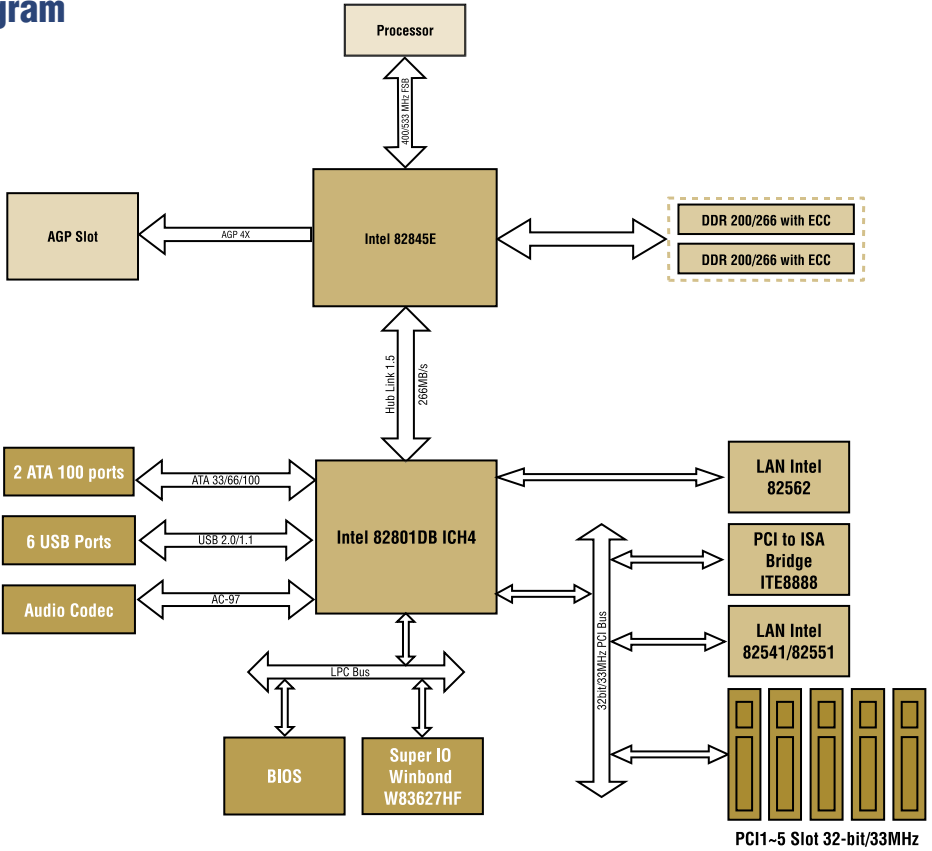 gram
Processor
400/533 MHz FSB
AGP Slot
AGP 4X
Intel 82845E
DDR 200/266 with ECC
DDR 200/266 with ECC
Hub Link 1.5
266MB/s
2 ATA 100 ports
ATA 33/66/100
6 USB Ports
USB 2.0/1.1
Audio Codec
AC-97
Intel 82801DB ICH4
LAN Intel
82562
PCI to ISA
Bridge
ITE8888
LAN Intel
82541/82551
32bit/33MHz PCI Bus
LPC Bus
BIOS
Super IO
Winbond
W83627HF
PCI1~5 Slot 32-bit/33MHz